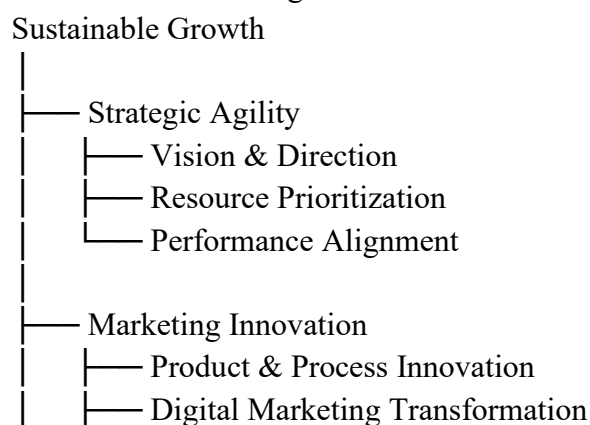 Sustainable Growth
Strategic Agility
Vision & Direction
Resource Prioritization
Performance Alignment
Marketing Innovation
Product & Process Innovation
Digital Marketing Transformation